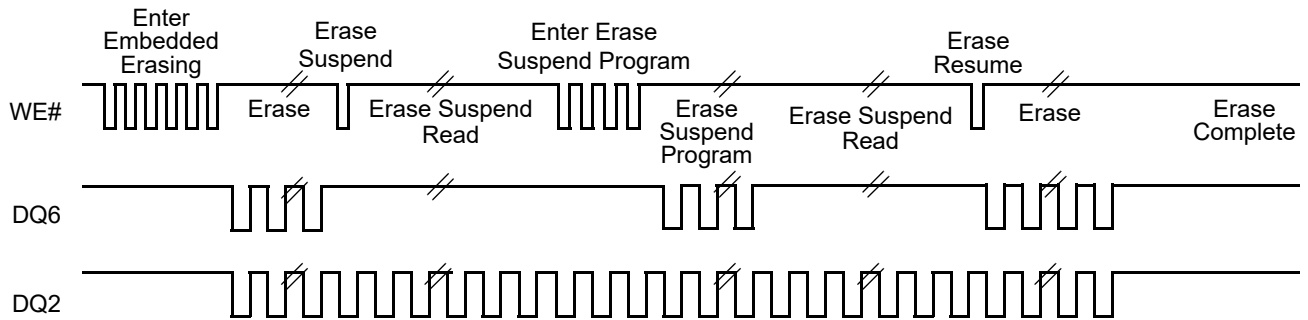 Enter
Embedded
Erasing
Erase
Suspend
Enter Erase
Suspend Program
Erase
Resume
WE#
Erase
Erase Suspend
Read
Erase
Suspend
Program
Erase Suspend
Read
Erase
Erase
Complete
DQ6
DQ2